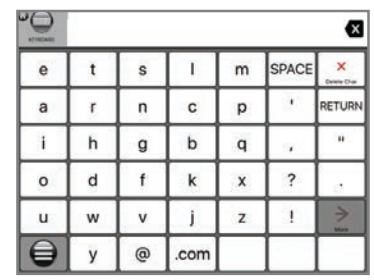 KEYBOARD
e t s l m SPACE Delete Char
a r n c p ' RETURN
i h g b q , "
o d f k x ? .
u w v j z ! More
y @ .com